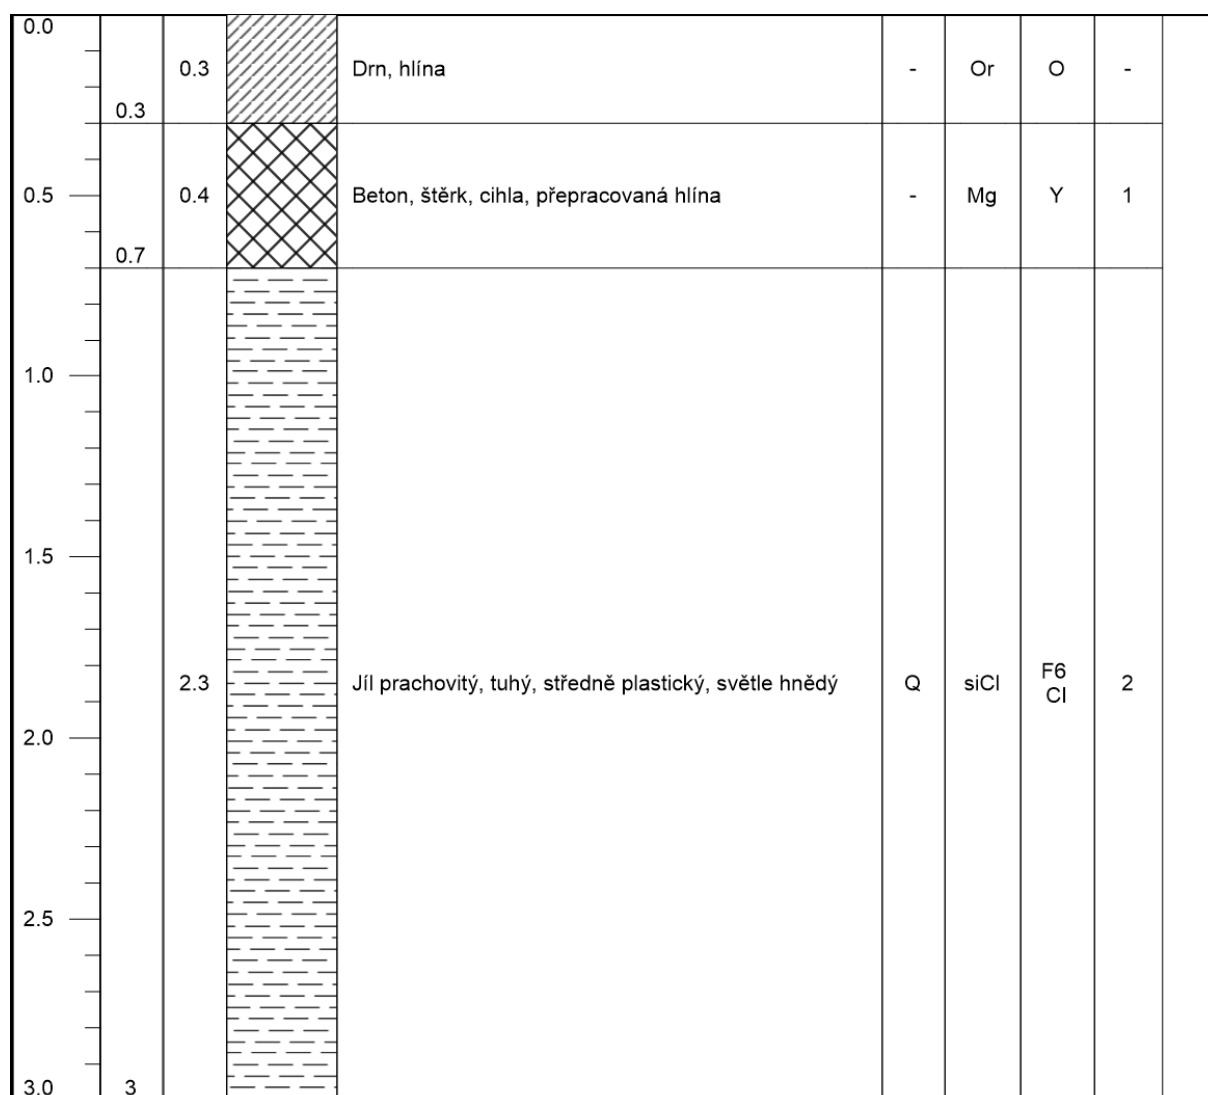 0.0
0.3 Drn, hlína - Or O -
0.3
0.5 0.4 Beton, štěrk, cihla, přepracovaná hlína - Mg Y 1
0.7
1.0
1.5
2.3 Jíl prachovitý, tuhý, středně plastický, světle hnědý Q siCl F6 CI 2
2.0
2.5
3.0 3